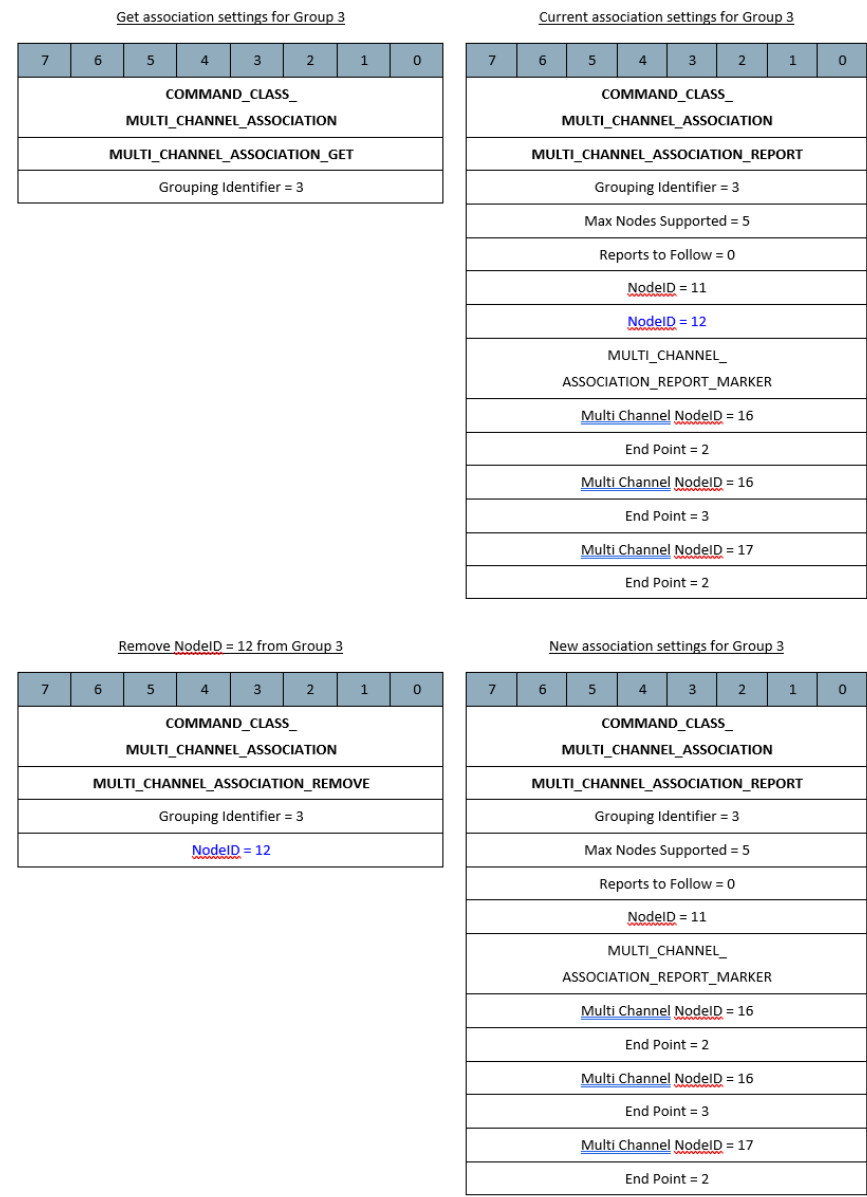 Get association settings for Group 3
7 6 5 4 3 2 1 0
COMMAND_CLASS_
MULTI_CHANNEL_ASSOCIATION
MULTI_CHANNEL_ASSOCIATION_GET
Grouping Identifier = 3
Current association settings for Group 3
7 6 5 4 3 2 1 0
COMMAND_CLASS_
MULTI_CHANNEL_ASSOCIATION
MULTI_CHANNEL_ASSOCIATION_REPORT
Grouping Identifier = 3
Max Nodes Supported = 5
Reports to Follow = 0
NodeID = 11
NodeID = 12
MULTI_CHANNEL_
ASSOCIATION_REPORT_MARKER
Multi Channel NodeID = 16
End Point = 2
Multi Channel NodeID = 16
End Point = 3
Multi Channel NodeID = 17
End Point = 2
Remove NodeID = 12 from Group 3
7 6 5 4 3 2 1 0
COMMAND_CLASS_
MULTI_CHANNEL_ASSOCIATION
MULTI_CHANNEL_ASSOCIATION_REMOVE
Grouping Identifier = 3
NodeID = 12
New association settings for Group 3
7 6 5 4 3 2 1 0
COMMAND_CLASS_
MULTI_CHANNEL_ASSOCIATION
MULTI_CHANNEL_ASSOCIATION_REPORT
Grouping Identifier = 3
Max Nodes Supported = 5
Reports to Follow = 0
NodeID = 11
MULTI_CHANNEL_
ASSOCIATION_REPORT_MARKER
Multi Channel NodeID = 16
End Point = 2
Multi Channel NodeID = 16
End Point = 3
Multi Channel NodeID = 17
End Point = 2